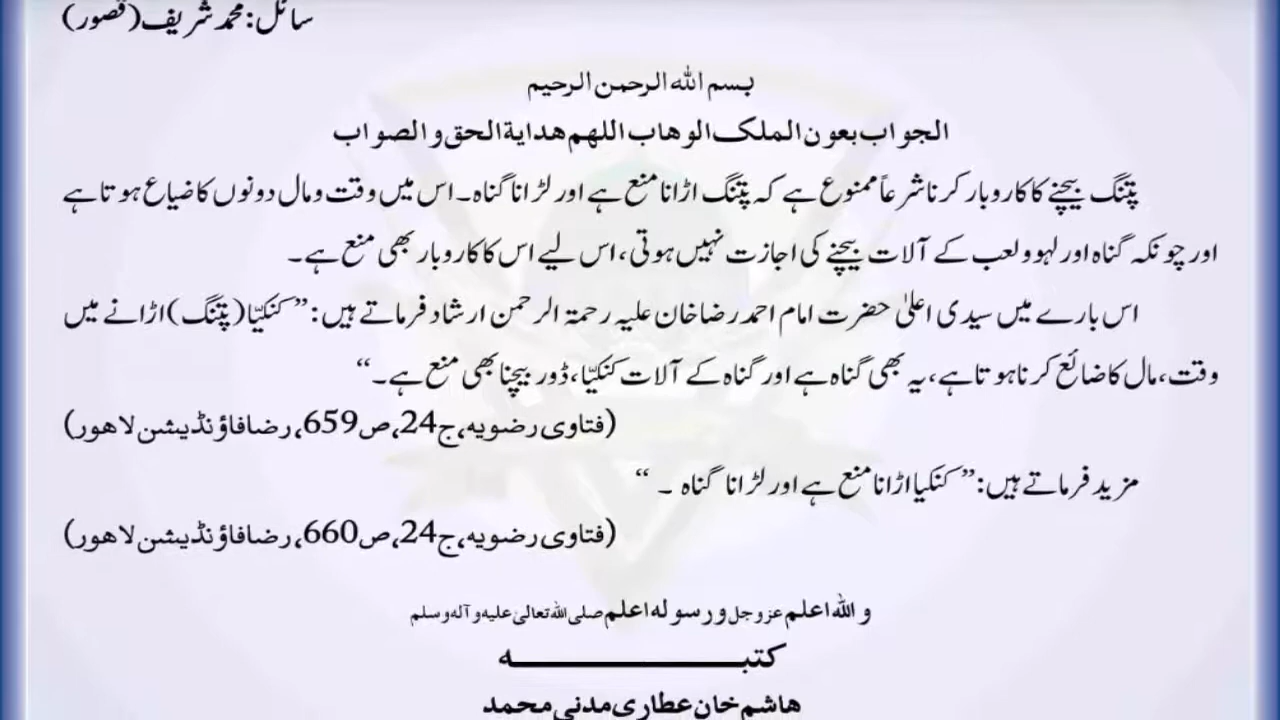 سائل: محمد شریف (قصور)
بسم اللہ الرحمن الرحیم
الجواب بعون الملک الوھاب اللھم ھدایۃ الحق و الصواب
پتنگ بیچنے کا کاروبار کرنا شرعاً ممنوع ہے کہ پتنگ اڑانا منع ہے اور لڑانا گناہ۔ اس میں وقت و مال دونوں کا ضیاع ہوتا ہے
اور چونکہ گناہ اور لہو و لعب کے آلات بیچنے کی اجازت نہیں ہوتی، اس لیے اس کا کاروبار بھی منع ہے۔
اس بارے میں سیدی اعلیٰ حضرت امام احمد رضا خان علیہ رحمۃ الرحمن ارشاد فرماتے ہیں: ”کنکیّا (پتنگ) اڑانے میں
وقت، مال کا ضائع کرنا ہوتا ہے، یہ بھی گناہ ہے اور گناہ کے آلات کنکیّا، ڈور بیچنا بھی منع ہے۔“
(فتاوی رضویہ، ج24، ص659، رضا فاؤنڈیشن لاھور)
مزید فرماتے ہیں: ”کنکیا اڑانا منع ہے اور لڑانا گناہ ۔ “
(فتاوی رضویہ، ج24، ص660، رضا فاؤنڈیشن لاھور)
و اللہ اعلم عزوجل و رسولہ اعلم صلی اللہ تعالیٰ علیہ و آلہ وسلم
کتبــــــــــــــــہ
ھاشم خان عطاری مدنی محمد